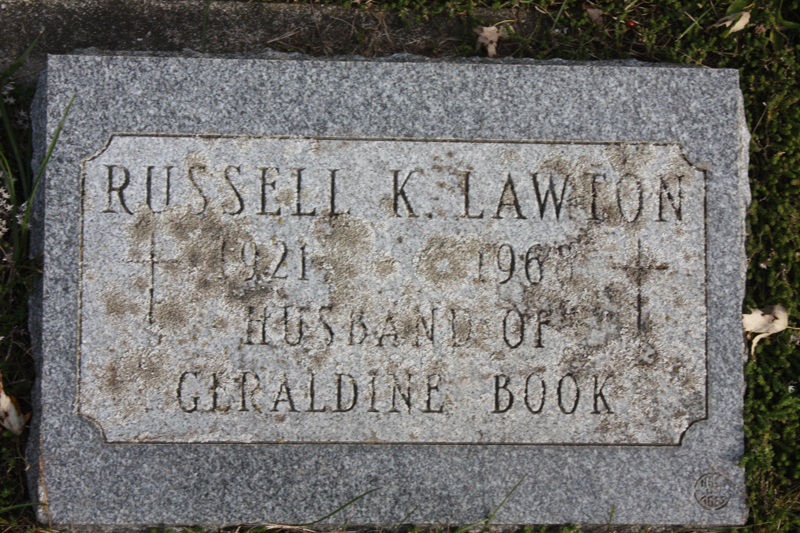 RUSSELL K. LAWTON
1921
HUSBAND OF
GERALDINE BOOK